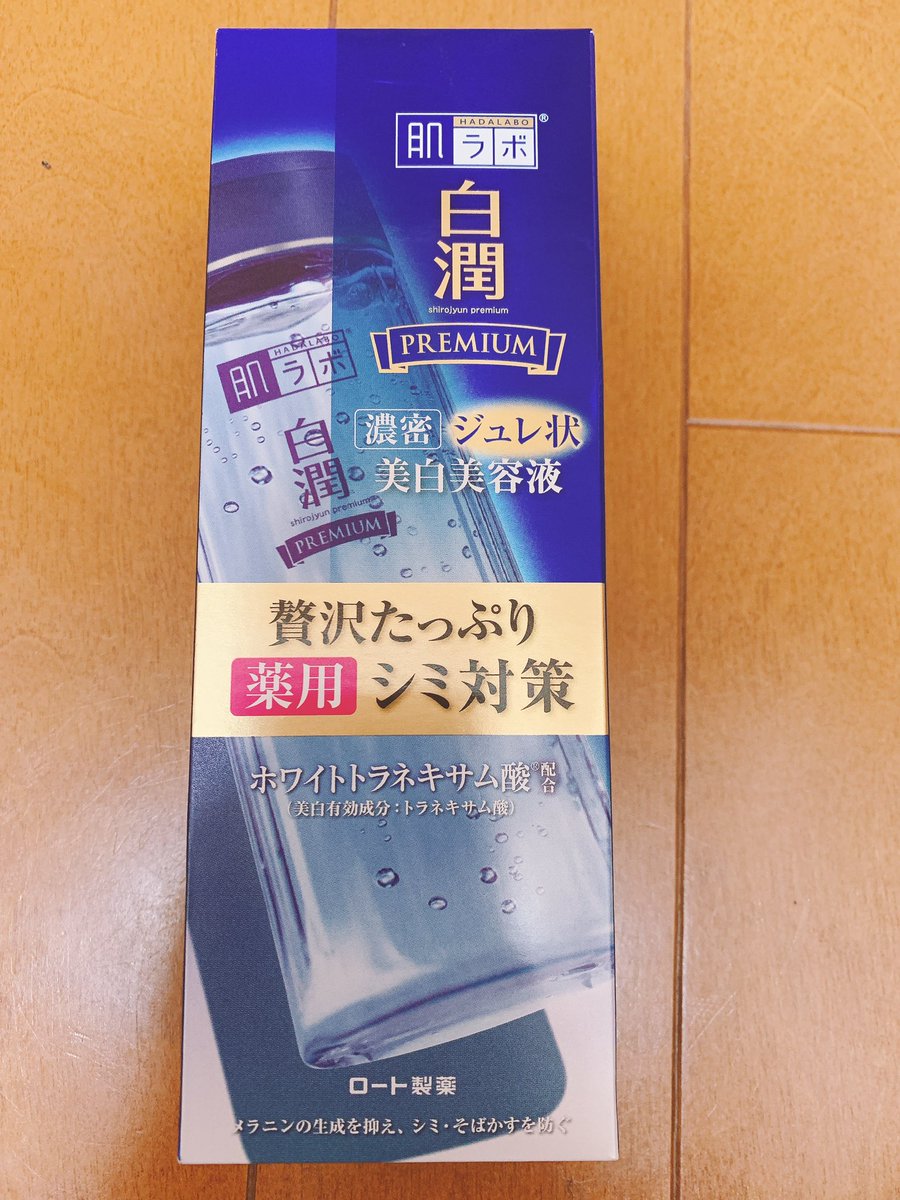 HADALABO
肌ラボ®
白潤
shirojyun premium
PREMIUM
濃密 ジュレ状
美白美容液
HADALABO
肌ラボ®
白潤
shirojyun premium
PREMIUM
贅沢たっぷり
薬用 シミ対策
ホワイトトラネキサム酸®配合
(美白有効成分:トラネキサム酸)
ロート製薬
メラニンの生成を抑え、シミ・そばかすを防ぐ